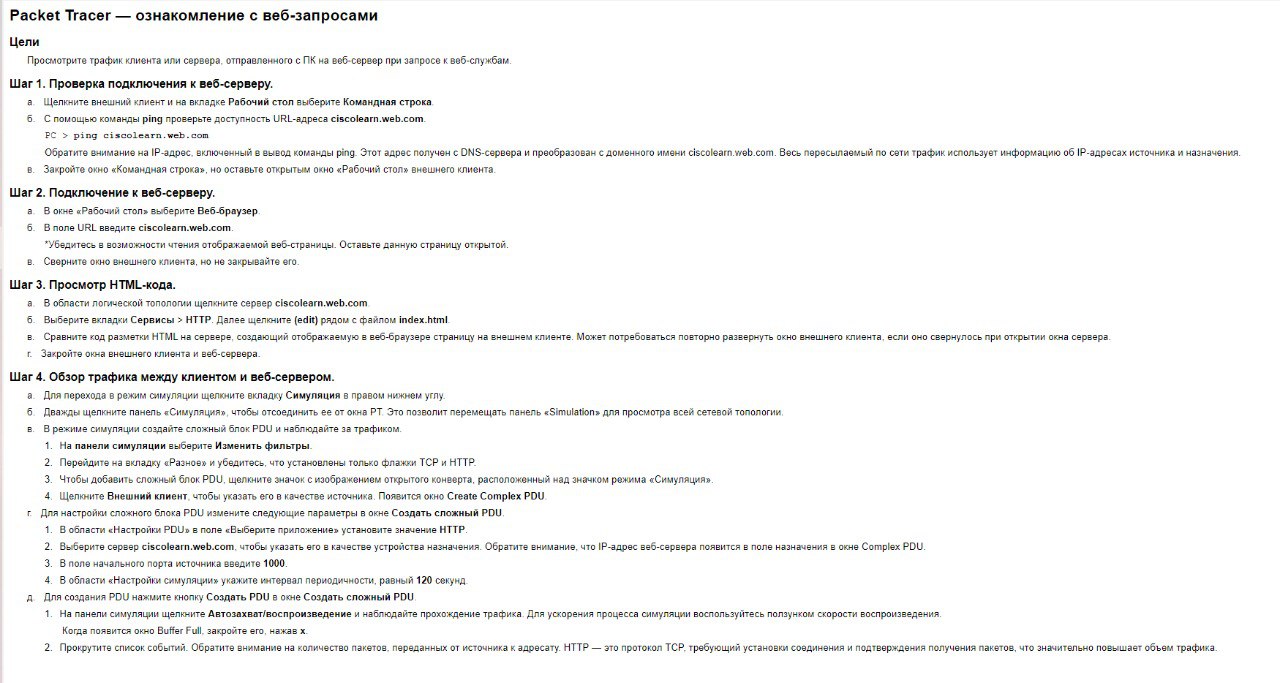 Packet Tracer — ознакомление с веб-запросами
Цели
Просмотрите трафик клиента или сервера, отправленного с ПК на веб-сервер при запросе к веб-службам.
Шаг 1. Проверка подключения к веб-серверу.
а. Щелкните внешний клиент и на вкладке Рабочий стол выберите Командная строка.
б. С помощью команды ping проверьте доступность URL-адреса ciscolearn.web.com.
PC > ping ciscolearn.web.com
Обратите внимание на IP-адрес, включенный в вывод команды ping. Этот адрес получен с DNS-сервера и преобразован с доменного имени ciscolearn.web.com. Весь пересылаемый по сети трафик использует информацию об IP-адресах источника и назначения.
в. Закройте окно «Командная строка», но оставьте открытым окно «Рабочий стол» внешнего клиента.
Шаг 2. Подключение к веб-серверу.
а. В окне «Рабочий стол» выберите Веб-браузер.
б. В поле URL введите ciscolearn.web.com.
*Убедитесь в возможности чтения отображаемой веб-страницы. Оставьте данную страницу открытой.
в. Сверните окно внешнего клиента, но не закрывайте его.
Шаг 3. Просмотр HTML-кода.
а. В области логической топологии щелкните сервер ciscolearn.web.com.
б. Выберите вкладки Сервисы > HTTP. Далее щелкните (edit) рядом с файлом index.html.
в. Сравните код разметки HTML на сервере, создающий отображаемую в веб-браузере страницу на внешнем клиенте. Может потребоваться повторно развернуть окно внешнего клиента, если оно свернулось при открытии окна сервера.
г. Закройте окна внешнего клиента и веб-сервера.
Шаг 4. Обзор трафика между клиентом и веб-сервером.
а. Для перехода в режим симуляции щелкните вкладку Симуляция в правом нижнем углу.
б. Дважды щелкните панель «Симуляция», чтобы отсоединить ее от окна PT. Это позволит перемещать панель «Simulation» для просмотра всей сетевой топологии.
в. В режиме симуляции создайте сложный блок PDU и наблюдайте за трафиком.
1. На панели симуляции выберите Изменить фильтры.
2. Перейдите на вкладку «Разное» и убедитесь, что установлены только флажки TCP и HTTP.
3. Чтобы добавить сложный блок PDU, щелкните значок с изображением открытого конверта, расположенный над значком режима «Симуляция».
4. Щелкните Внешний клиент, чтобы указать его в качестве источника. Появится окно Create Complex PDU.
г. Для настройки сложного блока PDU измените следующие параметры в окне Создать сложный PDU.
1. В области «Настройки PDU» в поле «Выберите приложение» установите значение HTTP.
2. Выберите сервер ciscolearn.web.com, чтобы указать его в качестве устройства назначения. Обратите внимание, что IP-адрес веб-сервера появится в поле назначения в окне Complex PDU.
3. В поле начального порта источника введите 1000.
4. В области «Настройки симуляции» укажите интервал периодичности, равный 120 секунд.
д. Для создания PDU нажмите кнопку Создать PDU в окне Создать сложный PDU.
1. На панели симуляции щелкните Автозахват/воспроизведение и наблюдайте прохождение трафика. Для ускорения процесса симуляции воспользуйтесь ползунком скорости воспроизведения.
Когда появится окно Buffer Full, закройте его, нажав x.
2. Прокрутите список событий. Обратите внимание на количество пакетов, переданных от источника к адресату. HTTP — это протокол TCP, требующий установки соединения и подтверждения получения пакетов, что значительно повышает объем трафика.